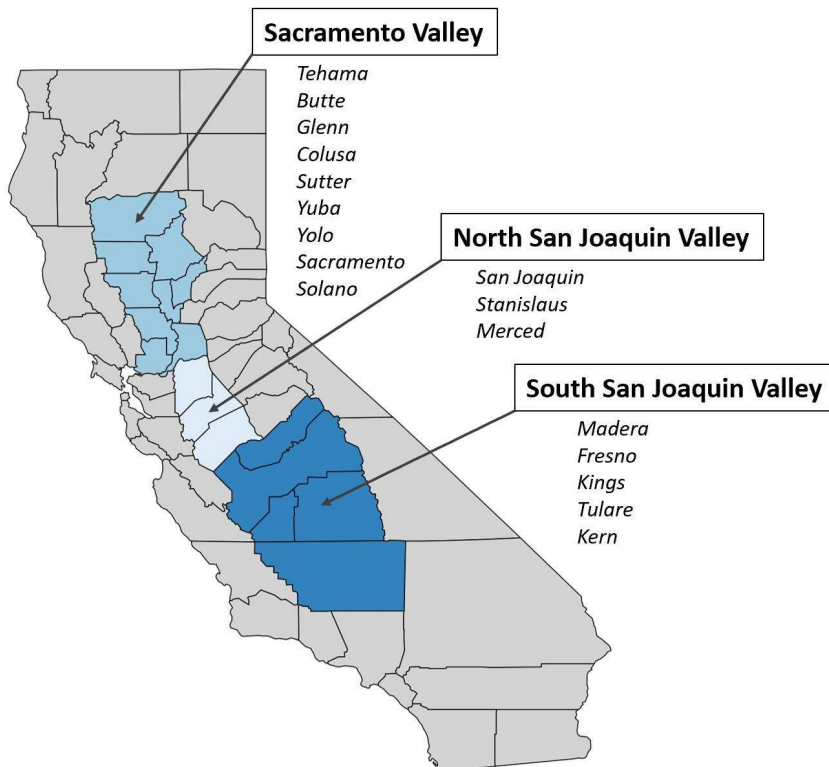 Sacramento Valley
Tehama
Butte
Glenn
Colusa
Sutter
Yuba
Yolo
Sacramento
Solano
North San Joaquin Valley
San Joaquin
Stanislaus
Merced
South San Joaquin Valley
Madera
Fresno
Kings
Tulare
Kern